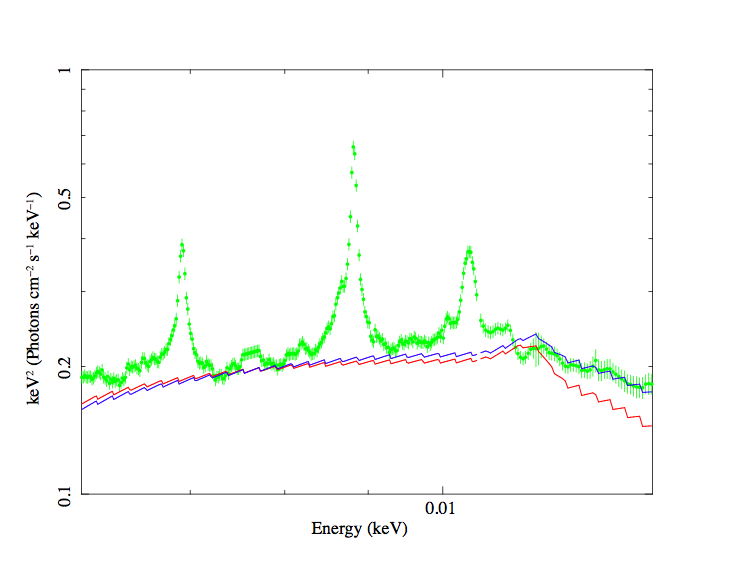 1
0.5
0.2
0.1
keV² (Photons cm⁻² s⁻¹ keV⁻¹)
0.01
Energy (keV)